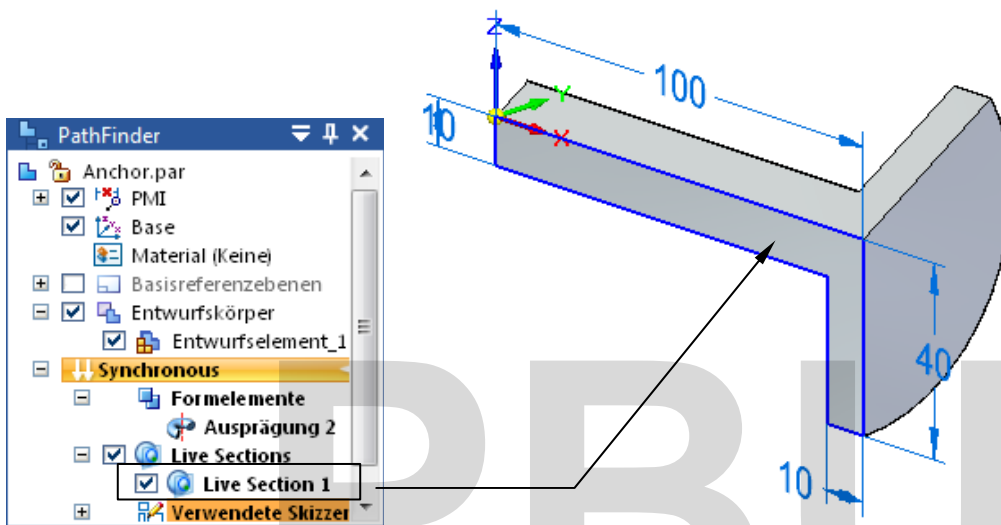 PathFinder
Anchor.par
PMI
Base
Material (Keine)
Basisreferenzebenen
Entwurfskörper
Entwurfselement_1
Synchronous
Formelemente
Ausprägung 2
Live Sections
Live Section 1
Verwendete Skizzer
Z
100
Y
10
X
40
10